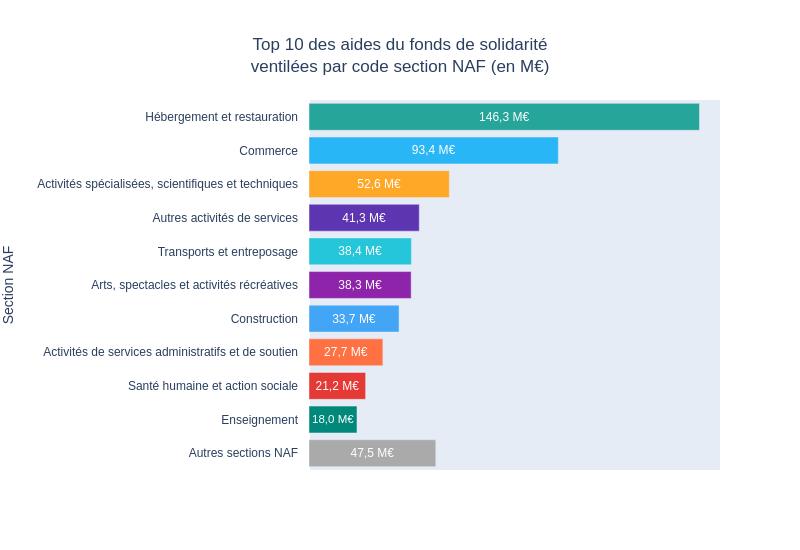 Top 10 des aides du fonds de solidarité
ventilées par code section NAF (en M€)
Section NAF
Hébergement et restauration 146,3 M€
Commerce 93,4 M€
Activités spécialisées, scientifiques et techniques 52,6 M€
Autres activités de services 41,3 M€
Transports et entreposage 38,4 M€
Arts, spectacles et activités récréatives 38,3 M€
Construction 33,7 M€
Activités de services administratifs et de soutien 27,7 M€
Santé humaine et action sociale 21,2 M€
Enseignement 18,0 M€
Autres sections NAF 47,5 M€